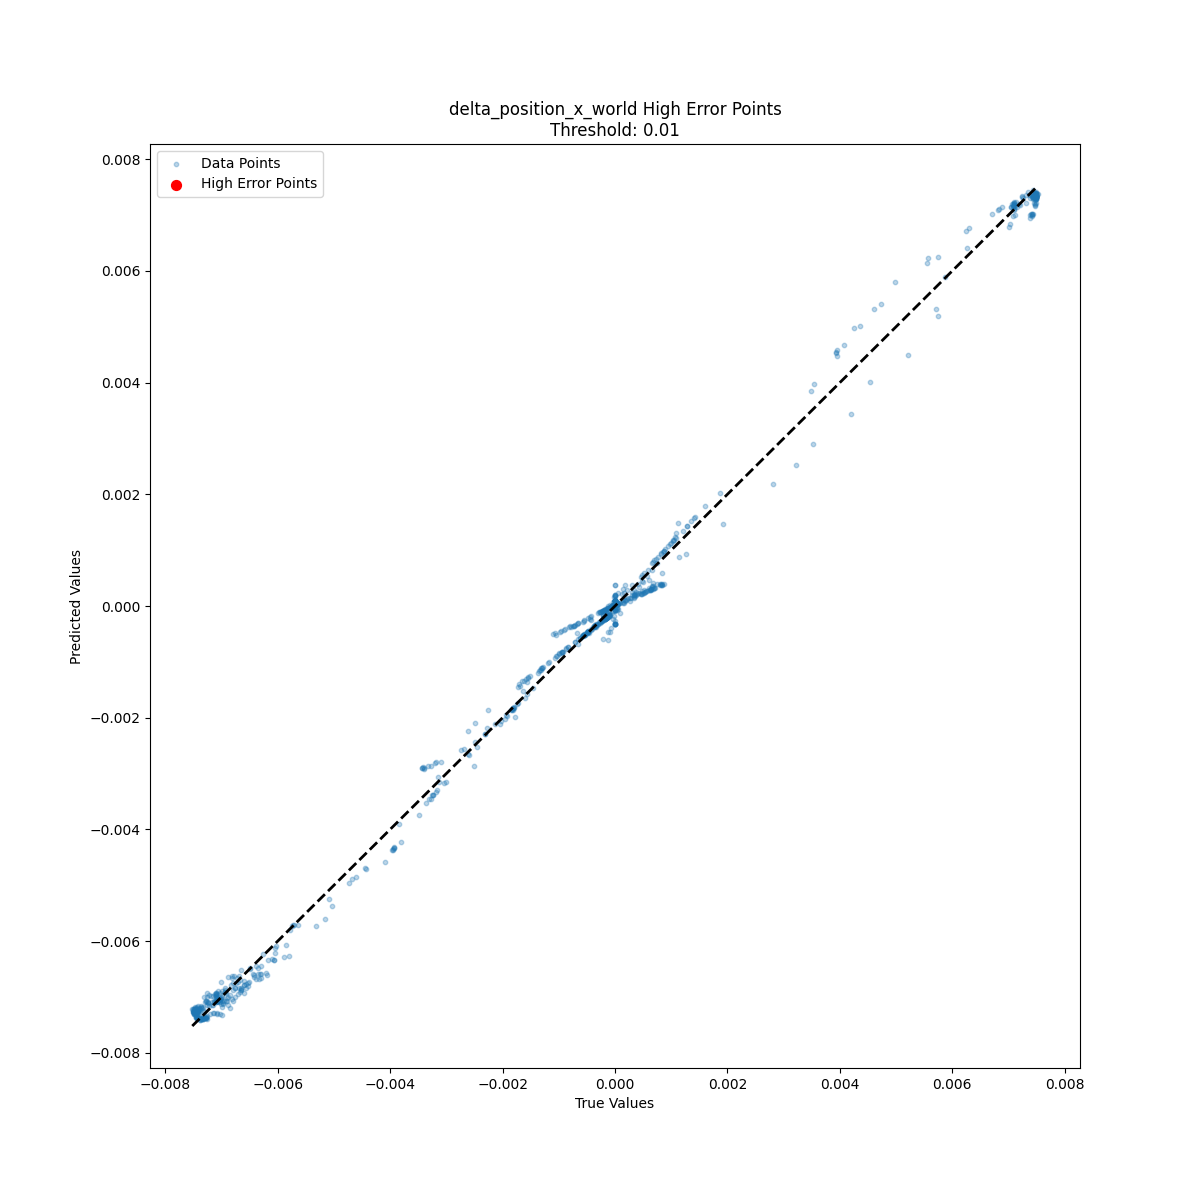 delta_position_x_world High Error Points
Threshold: 0.01
Data Points
High Error Points
0.008
0.006
0.004
0.002
0.000
−0.002
−0.004
−0.006
−0.008
Predicted Values
−0.008 −0.006 −0.004 −0.002 0.000 0.002 0.004 0.006 0.008
True Values